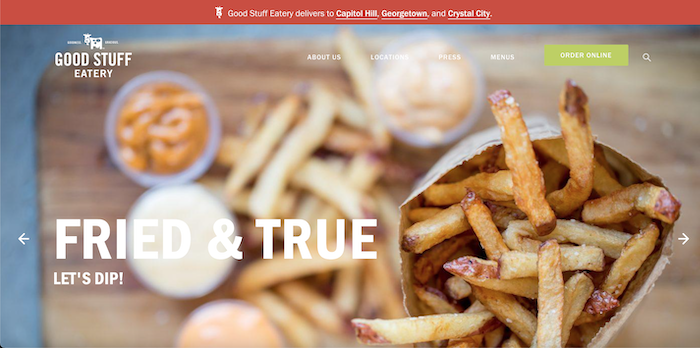 Good Stuff Eatery delivers to Capitol Hill, Georgetown, and Crystal City.
GOOD STUFF
EATERY
ABOUT US LOCATIONS PRESS MENUS ORDER ONLINE
FRIED & TRUE
LET'S DIP!